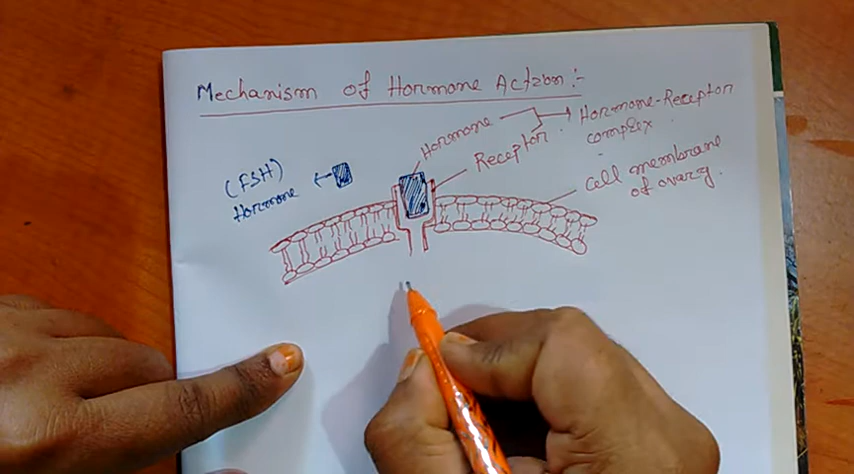 Mechanism of Hormone Action:-
Hormone
Hormone-Receptor
complex
Receptor
(FSH)
Hormone
Cell membrane
of ovary